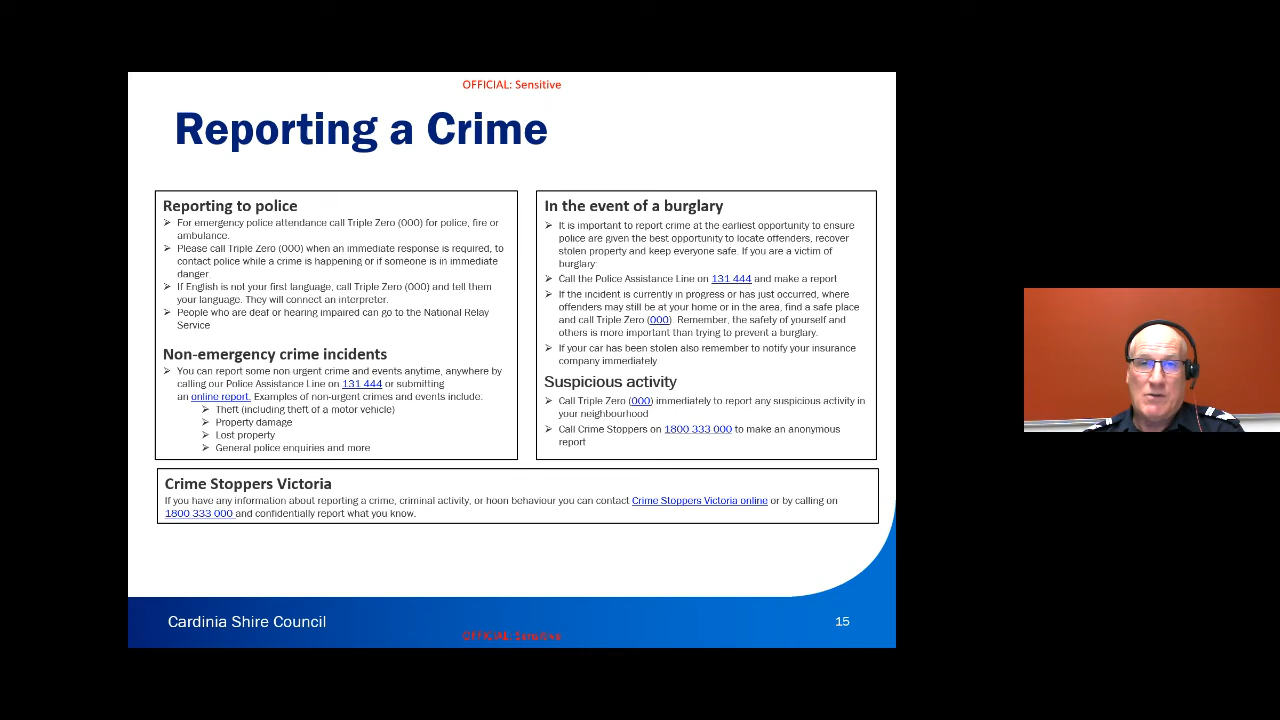 OFFICIAL: Sensitive
Reporting a Crime
Reporting to police
➢ For emergency police attendance call Triple Zero (000) for police, fire or
ambulance.
➢ Please call Triple Zero (000) when an immediate response is required, to
contact police while a crime is happening or if someone is in immediate
danger.
➢ If English is not your first language, call Triple Zero (000) and tell them
your language. They will connect an interpreter.
➢ People who are deaf or hearing impaired can go to the National Relay
Service
Non-emergency crime incidents
➢ You can report some non urgent crime and events anytime, anywhere by
calling our Police Assistance Line on 131 444 or submitting
an online report. Examples of non-urgent crimes and events include:
➢ Theft (including theft of a motor vehicle)
➢ Property damage
➢ Lost property
➢ General police enquiries and more
In the event of a burglary
➢ It is important to report crime at the earliest opportunity to ensure
police are given the best opportunity to locate offenders, recover
stolen property and keep everyone safe. If you are a victim of
burglary:
➢ Call the Police Assistance Line on 131 444 and make a report
➢ If the incident is currently in progress or has just occurred, where
offenders may still be at your home or in the area, find a safe place
and call Triple Zero (000). Remember, the safety of yourself and
others is more important than trying to prevent a burglary.
➢ If your car has been stolen also remember to notify your insurance
company immediately
Suspicious activity
➢ Call Triple Zero (000) immediately to report any suspicious activity in
your neighbourhood
➢ Call Crime Stoppers on 1800 333 000 to make an anonymous
report
Crime Stoppers Victoria
If you have any information about reporting a crime, criminal activity, or hoon behaviour you can contact Crime Stoppers Victoria online or by calling on
1800 333 000 and confidentially report what you know.
Cardinia Shire Council
15
OFFICIAL: Sensitive